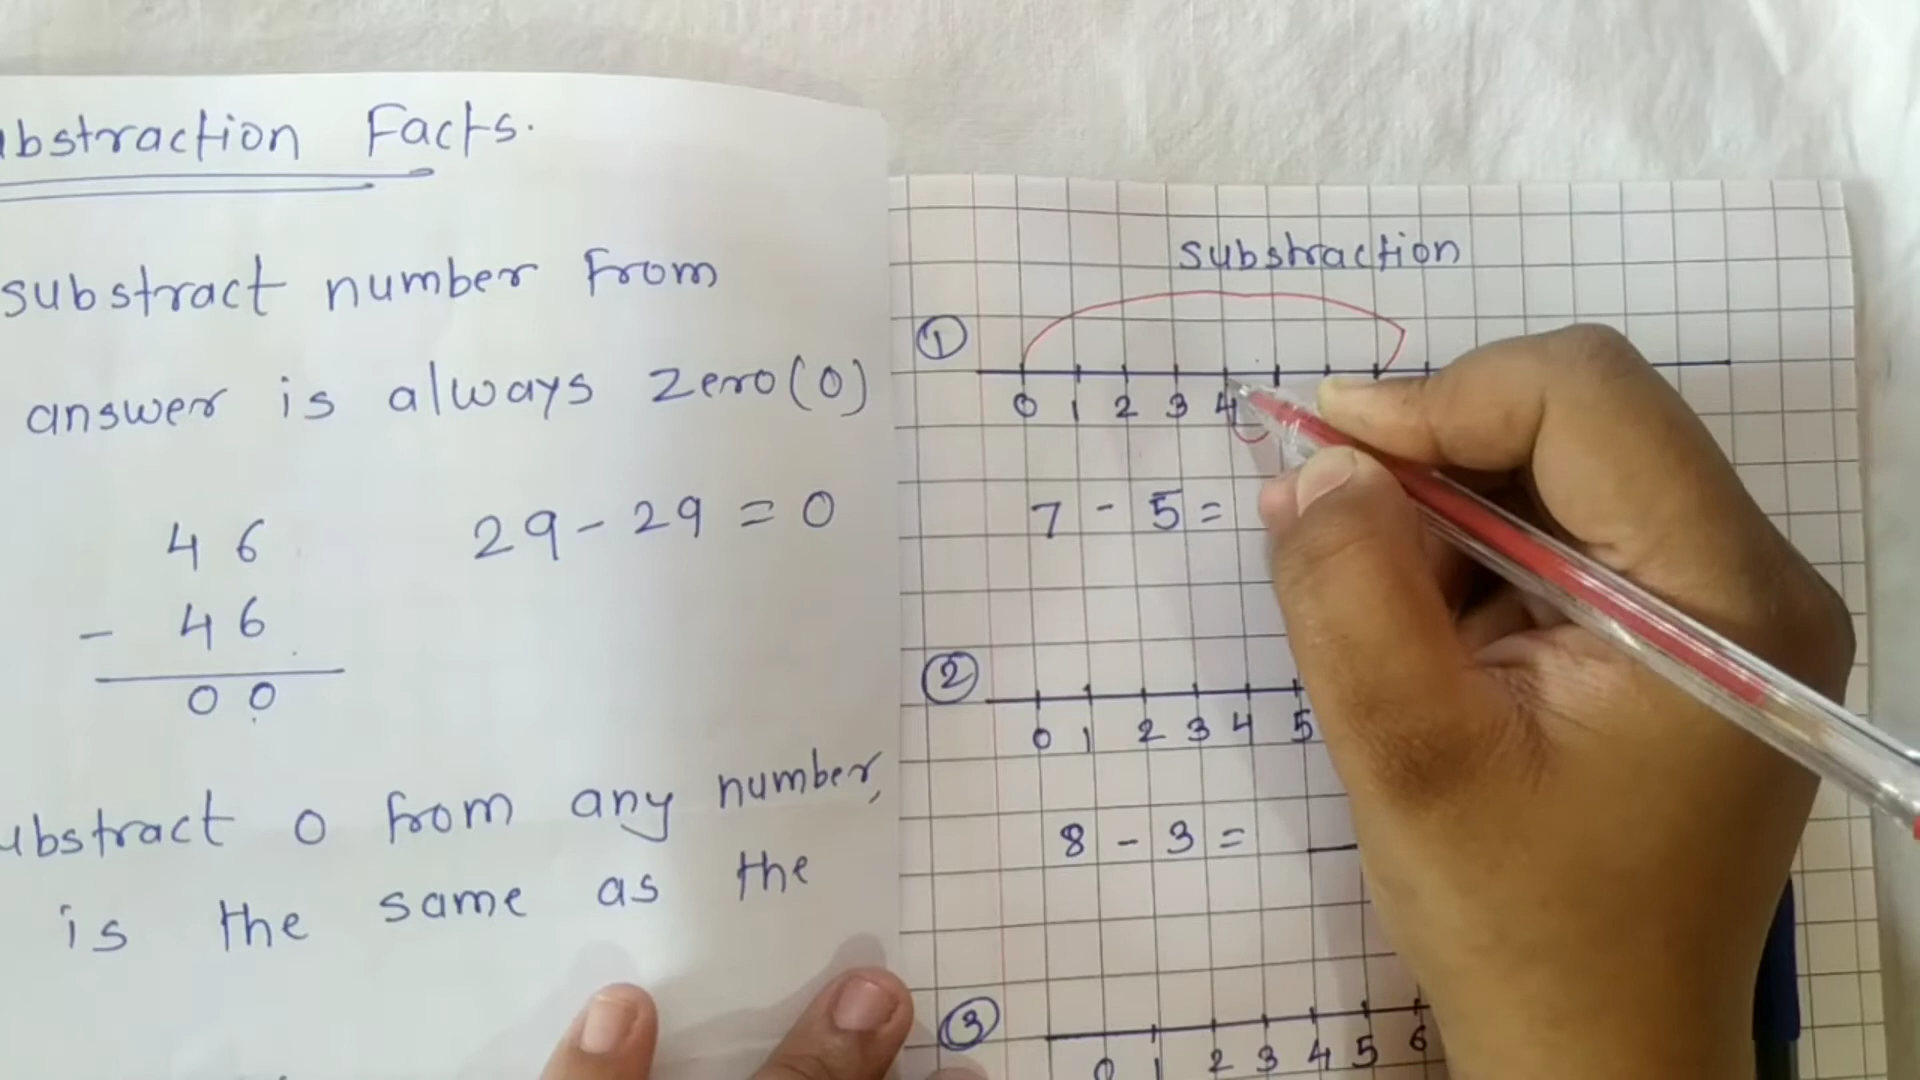 ubstraction Facts.
substract number from
answer is always zero(0)
46
- 46
00
29 - 29 = 0
ubstract 0 from any number,
is the same as the
substraction
1
0 1 2 3 4
7 - 5 =
2
0 1 2 3 4 5
8 - 3 =
3
0 1 2 3 4 5 6